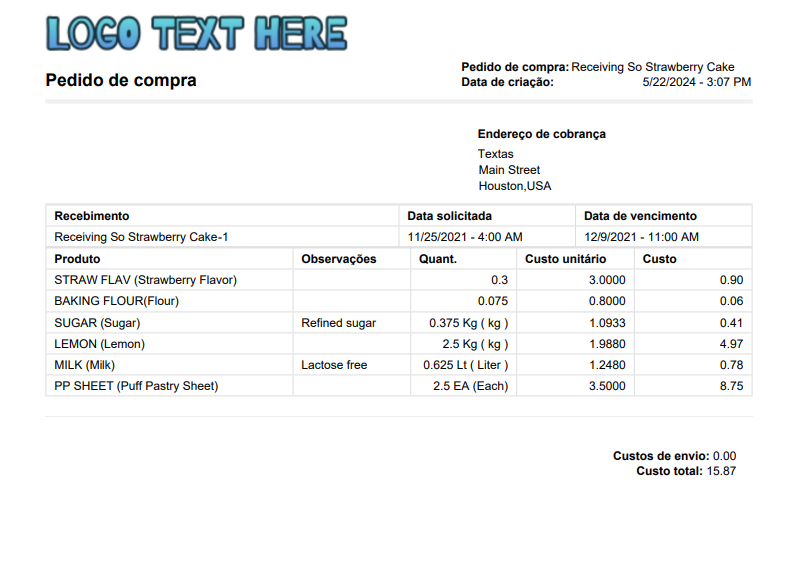 LOGO TEXT HERE
Pedido de compra
Pedido de compra: Receiving So Strawberry Cake
Data de criação: 5/22/2024 - 3:07 PM
Endereço de cobrança
Textas
Main Street
Houston,USA
Recebimento Data solicitada Data de vencimento
Receiving So Strawberry Cake-1 11/25/2021 - 4:00 AM 12/9/2021 - 11:00 AM
Produto Observações Quant. Custo unitário Custo
STRAW FLAV (Strawberry Flavor) 0.3 3.0000 0.90
BAKING FLOUR(Flour) 0.075 0.8000 0.06
SUGAR (Sugar) Refined sugar 0.375 Kg ( kg ) 1.0933 0.41
LEMON (Lemon) 2.5 Kg ( kg ) 1.9880 4.97
MILK (Milk) Lactose free 0.625 Lt ( Liter ) 1.2480 0.78
PP SHEET (Puff Pastry Sheet) 2.5 EA (Each) 3.5000 8.75
Custos de envio: 0.00
Custo total: 15.87